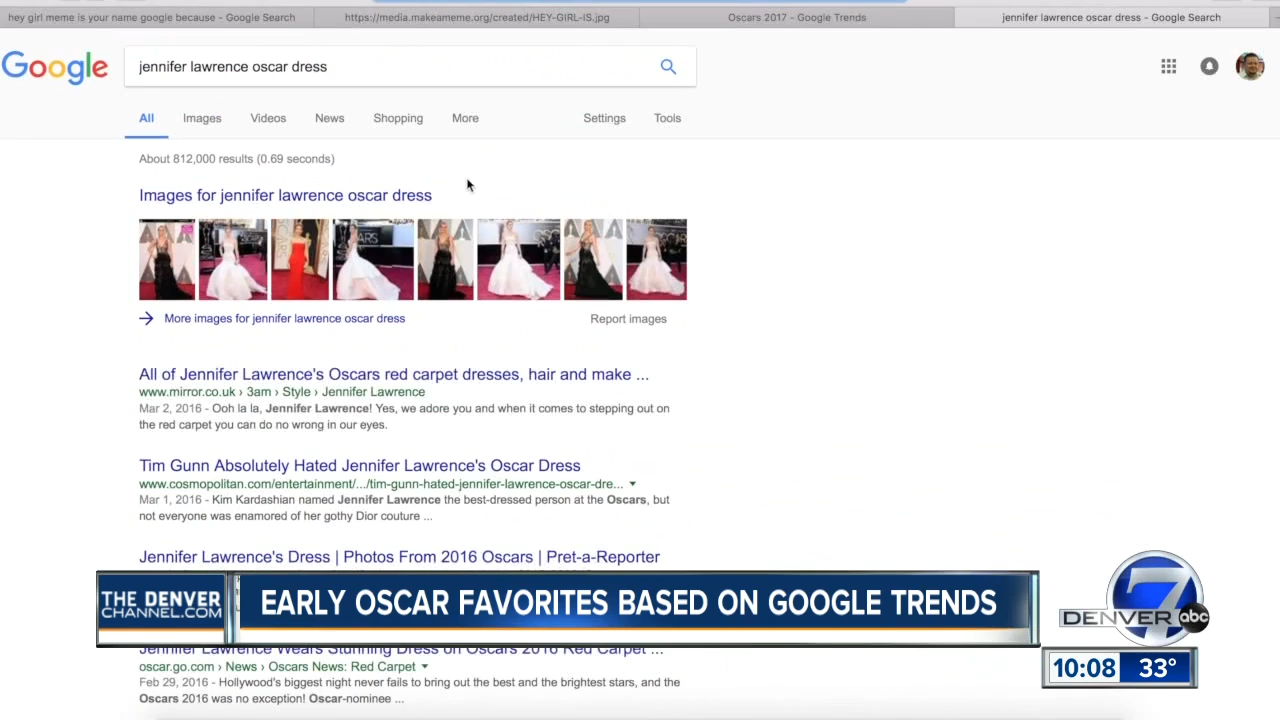 hey girl meme is your name google because - Google Search
https://media.makeameme.org/created/HEY-GIRL-IS.jpg
Oscars 2017 - Google Trends
jennifer lawrence oscar dress - Google Search
Google
jennifer lawrence oscar dress
All Images Videos News Shopping More Settings Tools
About 812,000 results (0.69 seconds)
Images for jennifer lawrence oscar dress
More images for jennifer lawrence oscar dress
Report images
All of Jennifer Lawrence's Oscars red carpet dresses, hair and make ...
www.mirror.co.uk › 3am › Style › Jennifer Lawrence
Mar 2, 2016 - Ooh la la, Jennifer Lawrence! Yes, we adore you and when it comes to stepping out on
the red carpet you can do no wrong in our eyes.
Tim Gunn Absolutely Hated Jennifer Lawrence's Oscar Dress
www.cosmopolitan.com/entertainment/.../tim-gunn-hated-jennifer-lawrence-oscar-dre...
Mar 1, 2016 - Kim Kardashian named Jennifer Lawrence the best-dressed person at the Oscars, but
not everyone was enamored of her gothy Dior couture ...
Jennifer Lawrence's Dress | Photos From 2016 Oscars | Pret-a-Reporter
THE DENVER
CHANNEL.COM
EARLY OSCAR FAVORITES BASED ON GOOGLE TRENDS
DENVER 7 abc
Jennifer Lawrence Wears Stunning Dress on Oscars 2016 Red Carpet ...
oscar.go.com › News › Oscars News: Red Carpet
10:08 33°
Feb 29, 2016 - Hollywood's biggest night never fails to bring out the best and the brightest stars, and the
Oscars 2016 was no exception! Oscar-nominee ...